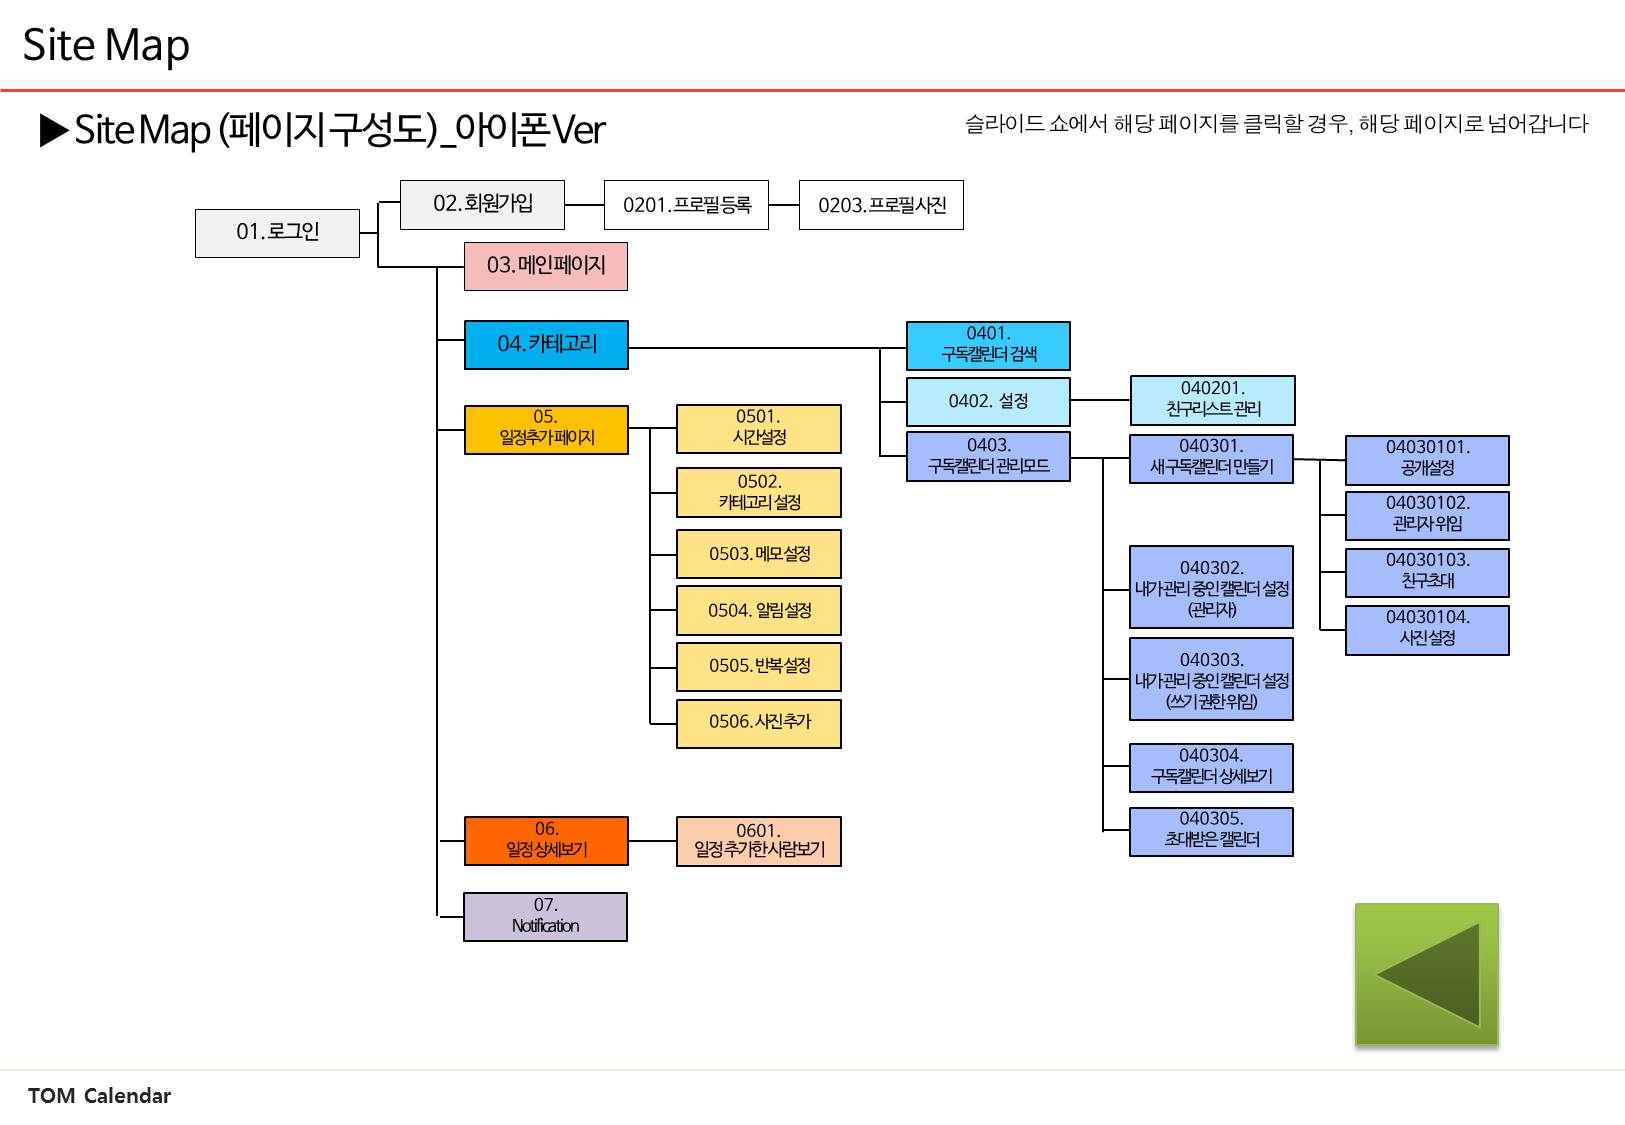 Site Map
▶Site Map (페이지 구성도)_아이폰 Ver
슬라이드 쇼에서 해당 페이지를 클릭할 경우, 해당 페이지로 넘어갑니다
01. 로그인
02. 회원가입
0201. 프로필 등록
0203. 프로필 사진
03. 메인 페이지
04. 카테고리
0401.
구독캘린더 검색
0402. 설정
040201.
친구리스트 관리
0403.
구독캘린더 관리모드
040301.
새 구독캘린더 만들기
04030101.
공개설정
04030102.
관리자 위임
04030103.
친구초대
04030104.
사진 설정
040302.
내가 관리 중인 캘린더 설정
(관리자)
040303.
내가 관리 중인 캘린더 설정
(쓰기 권한 위임)
040304.
구독캘린더 상세보기
040305.
초대받은 캘린더
05.
일정추가 페이지
0501.
시간설정
0502.
카테고리 설정
0503. 메모 설정
0504. 알림 설정
0505. 반복 설정
0506. 사진 추가
06.
일정 상세보기
0601.
일정 추가한 사람보기
07.
Notification
TOM Calendar